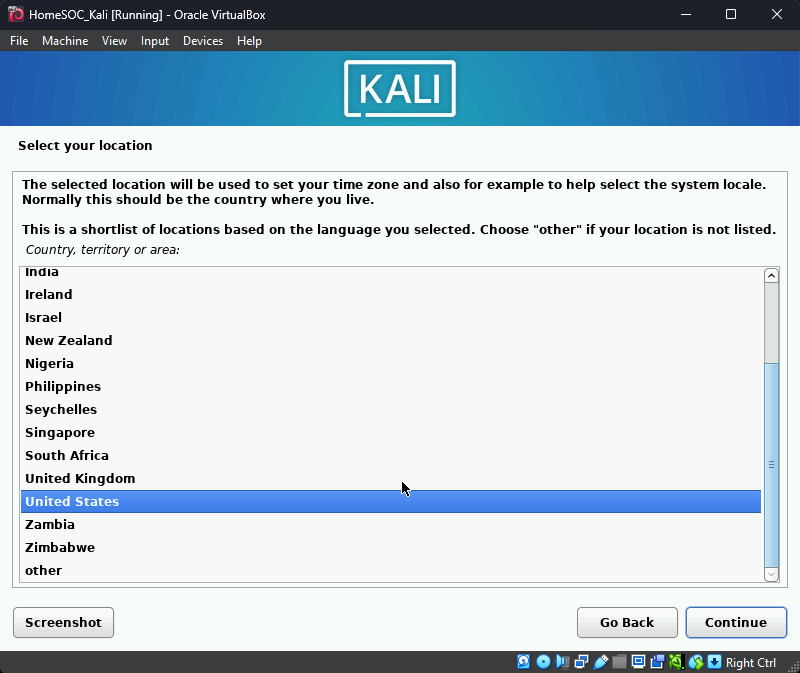 HomeSOC_Kali [Running] - Oracle VirtualBox
File Machine View Input Devices Help
KALI
Select your location
The selected location will be used to set your time zone and also for example to help select the system locale.
Normally this should be the country where you live.
This is a shortlist of locations based on the language you selected. Choose "other" if your location is not listed.
Country, territory or area:
India
Ireland
Israel
New Zealand
Nigeria
Philippines
Seychelles
Singapore
South Africa
United Kingdom
United States
Zambia
Zimbabwe
other
Screenshot Go Back Continue
Right Ctrl